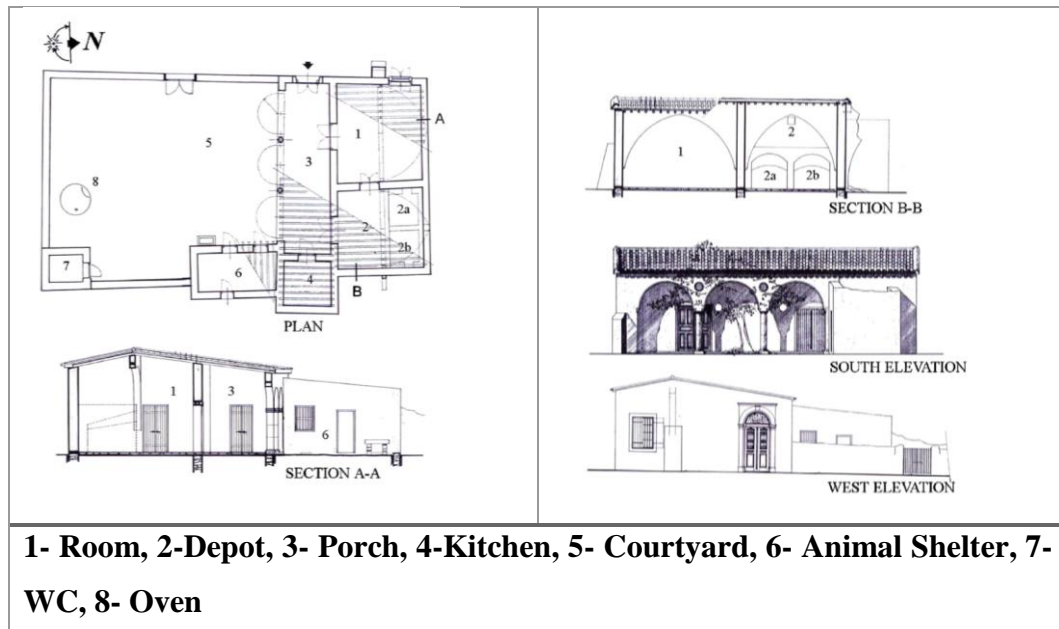 N
1
A
5
3
8
2
2a
2b
7
6
4
B
PLAN
1
3
6
SECTION A-A
2
1
2a
2b
SECTION B-B
SOUTH ELEVATION
WEST ELEVATION
1- Room, 2-Depot, 3- Porch, 4-Kitchen, 5- Courtyard, 6- Animal Shelter, 7-
WC, 8- Oven